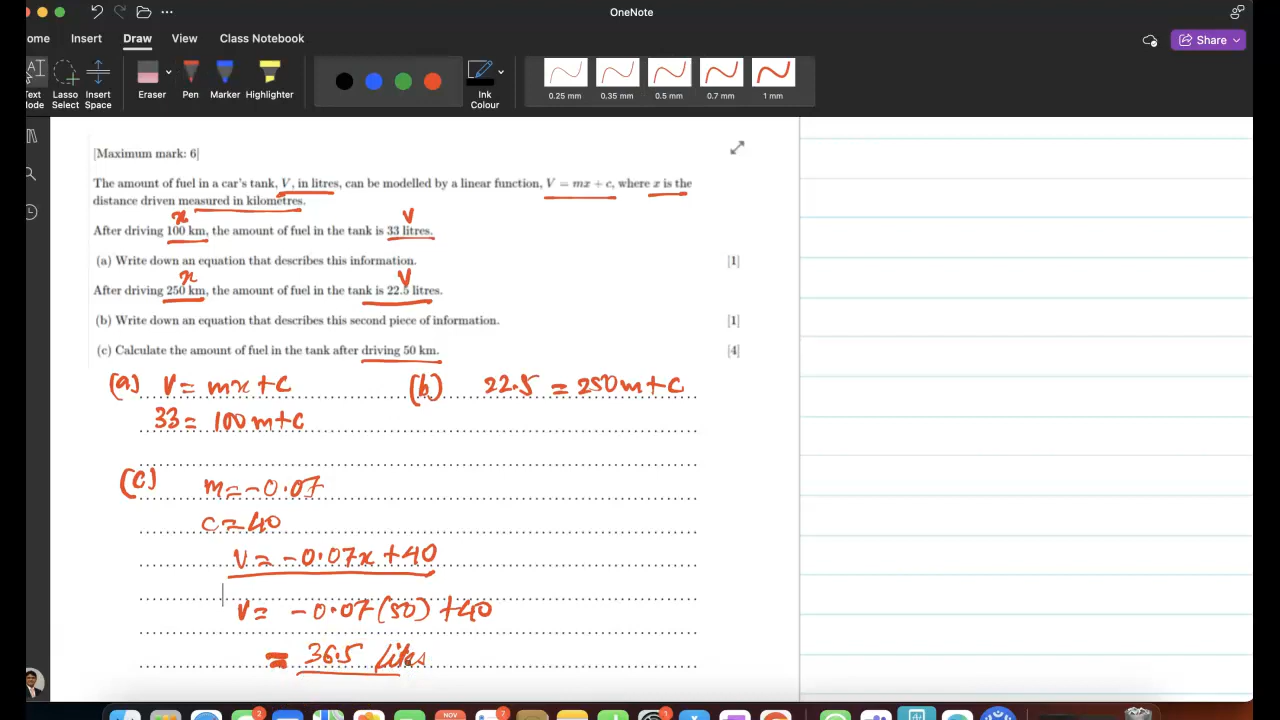 OneNote
ome Insert Draw View Class Notebook
Share
Text Mode
Lasso Select
Insert Space
Eraser
Pen
Marker
Highlighter
Ink Colour
0.25 mm
0.35 mm
0.5 mm
0.7 mm
1 mm
[Maximum mark: 6]
The amount of fuel in a car's tank, V, in litres, can be modelled by a linear function, V = mx + c, where x is the
distance driven measured in kilometres.
x V
After driving 100 km, the amount of fuel in the tank is 33 litres.
(a) Write down an equation that describes this information. [1]
x V
After driving 250 km, the amount of fuel in the tank is 22.5 litres.
(b) Write down an equation that describes this second piece of information. [1]
(c) Calculate the amount of fuel in the tank after driving 50 km. [4]
(a) V = mx + c (b) 22.5 = 250m + c
33 = 100m + c
(c) m = -0.07
c = 40
V = -0.07x + 40
V = -0.07(50) + 40
= 36.5